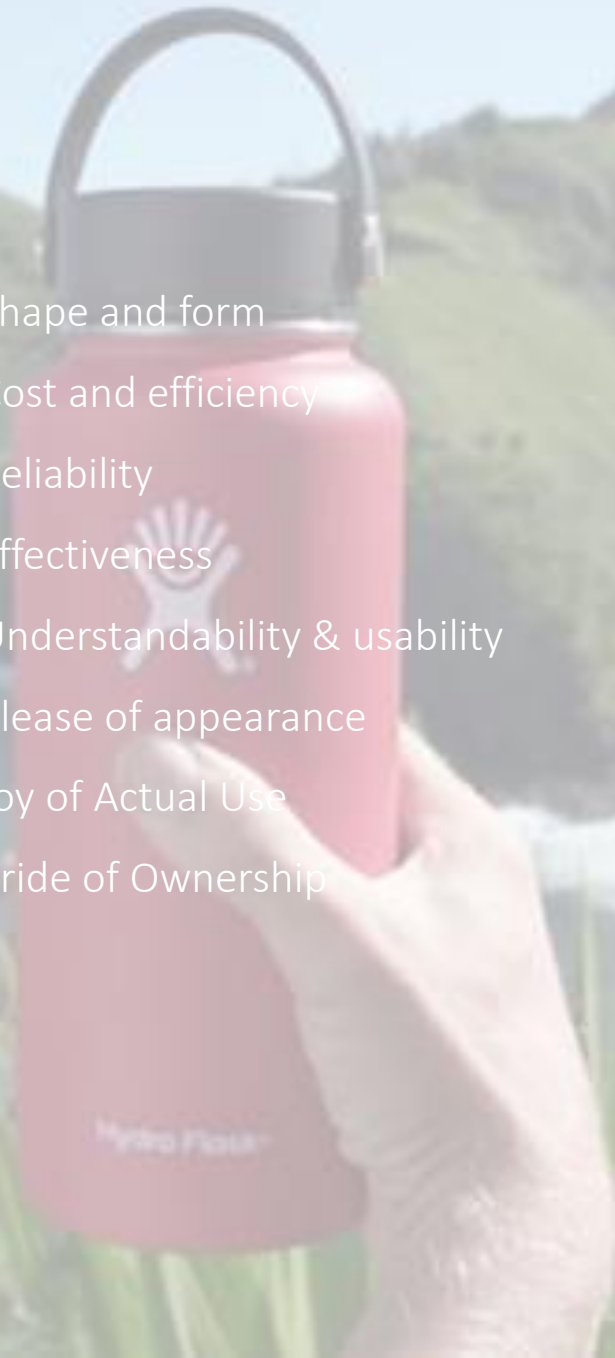 hape and form
ost and efficiency
eliability
ffectiveness
Understandability & usability
lease of appearance
oy of Actual Use
ride of Ownership
Hydro Flask